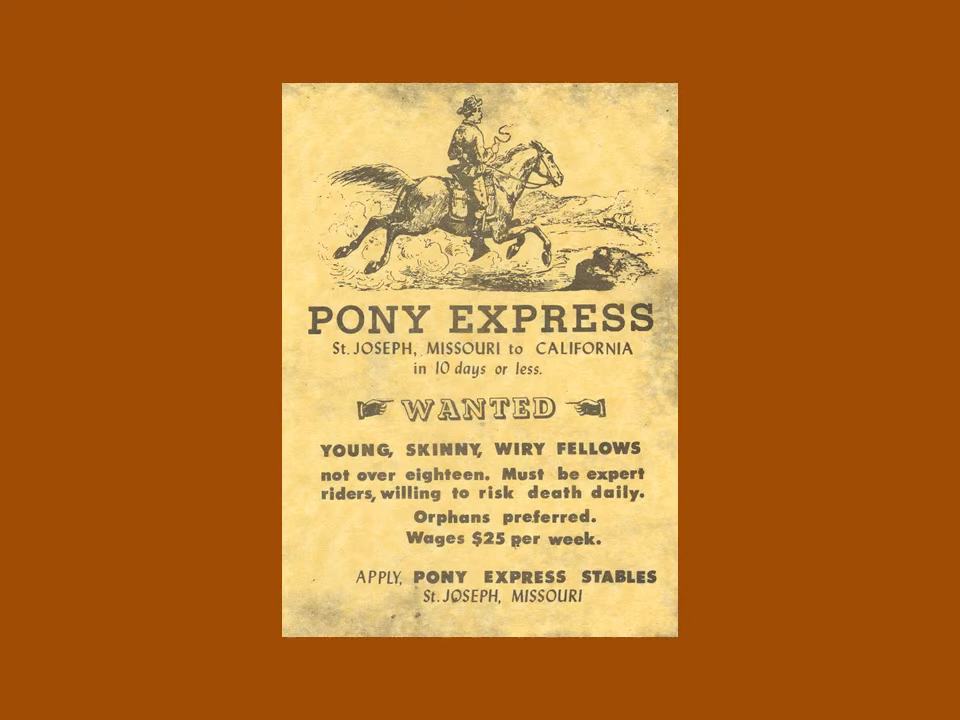 PONY EXPRESS
St. JOSEPH, MISSOURI to CALIFORNIA
in 10 days or less.
WANTED
YOUNG, SKINNY, WIRY FELLOWS
not over eighteen. Must be expert
riders, willing to risk death daily.
Orphans preferred.
Wages $25 per week.
APPLY, PONY EXPRESS STABLES
St. JOSEPH, MISSOURI